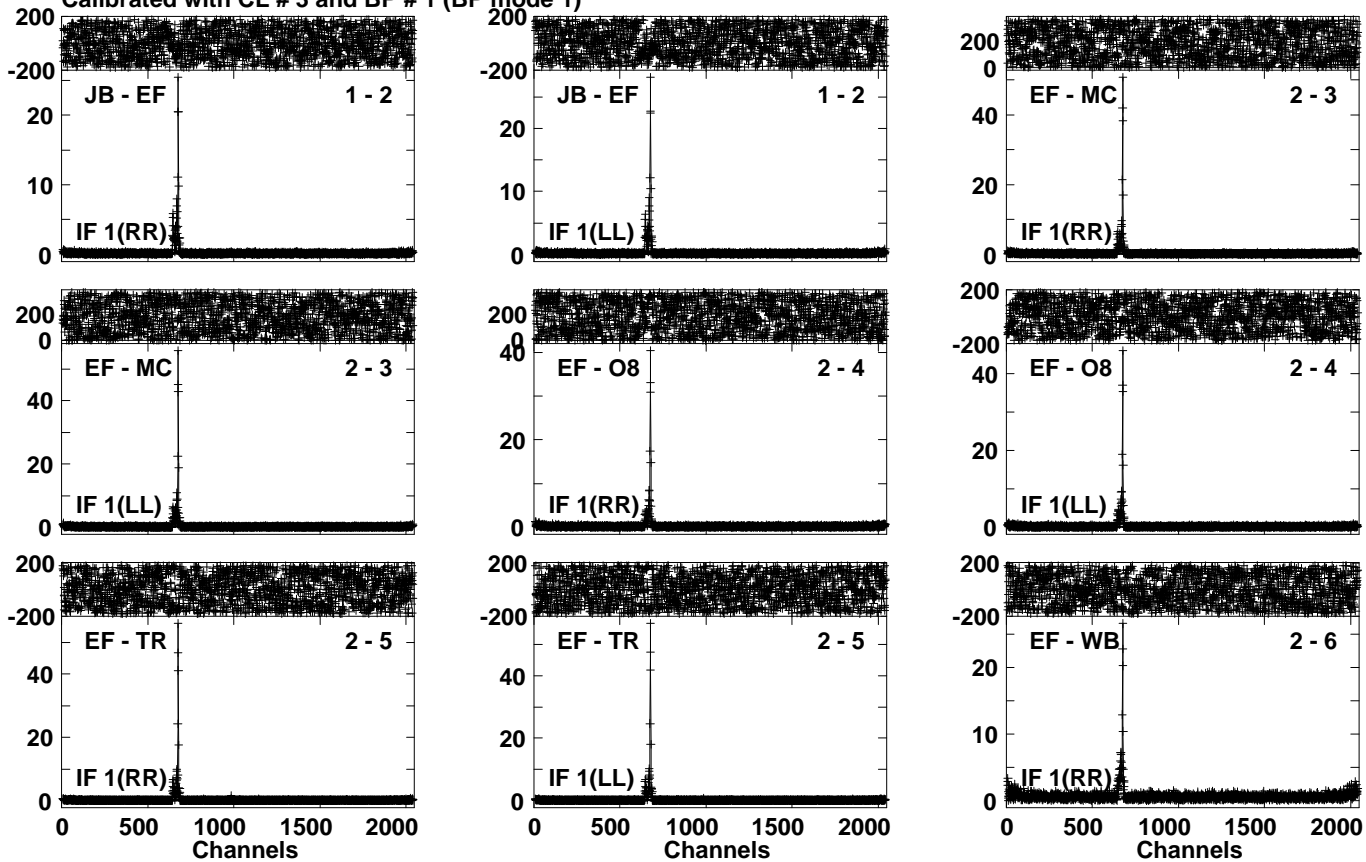 Calibrated with CL # 3 and BP # 1 (BP mode 1)
200
-200
JB - EF 1 - 2
20
10
IF 1(RR)
0
JB - EF 1 - 2
20
10
IF 1(LL)
0
200
0
EF - MC 2 - 3
40
20
IF 1(RR)
0
200
0
EF - MC 2 - 3
40
20
IF 1(LL)
0
200
0
40
EF - O8 2 - 4
20
IF 1(RR)
0
200
-200
EF - O8 2 - 4
40
20
IF 1(LL)
0
200
-200
EF - TR 2 - 5
40
20
IF 1(RR)
0
0 500 1000 1500 2000
Channels
EF - TR 2 - 5
40
20
IF 1(LL)
0
0 500 1000 1500 2000
Channels
200
-200
EF - WB 2 - 6
20
10
IF 1(RR)
0
0 500 1000 1500 2000
Channels